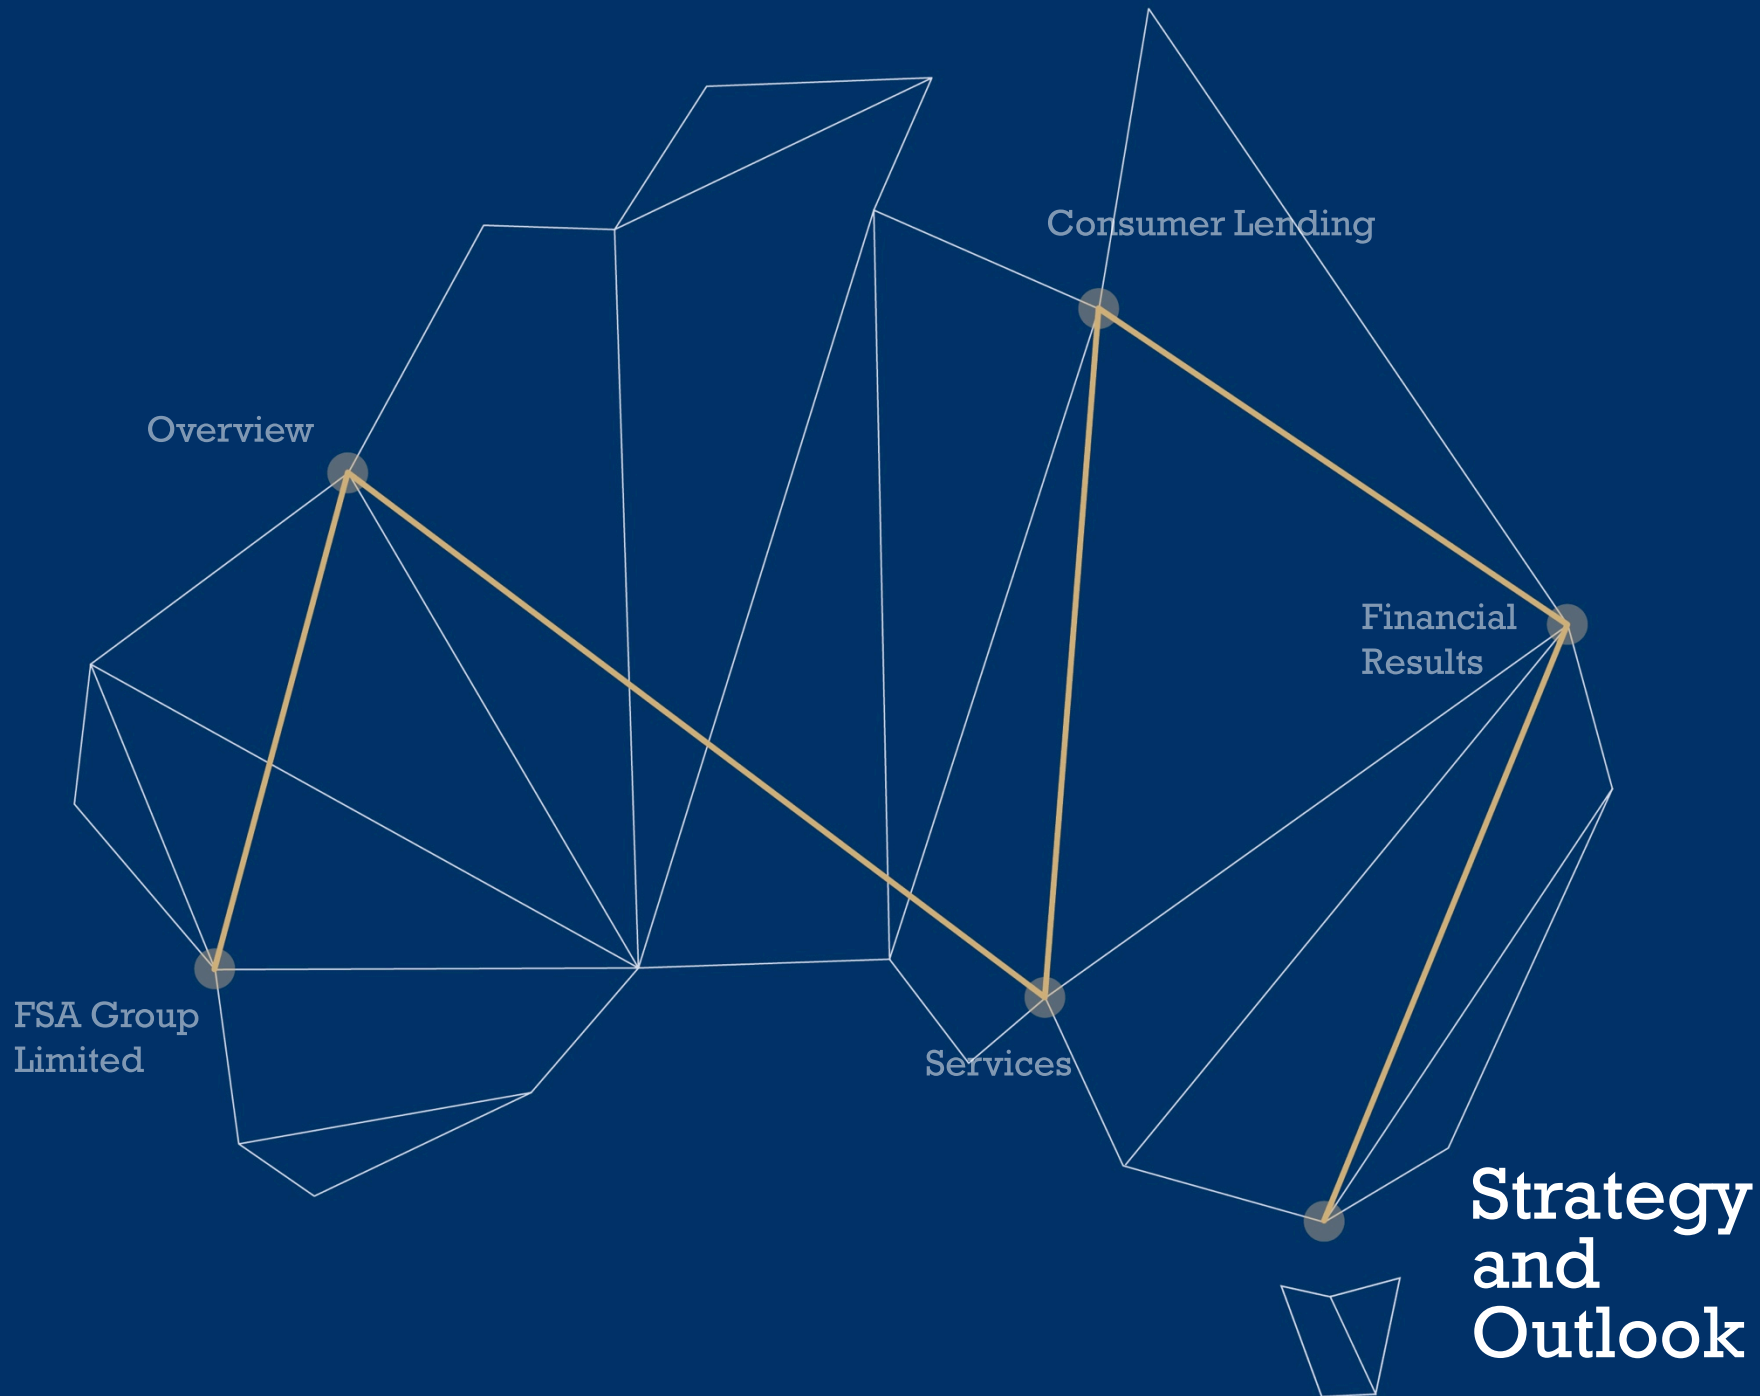 Consumer Lending
Overview
Financial
Results
FSA Group
Limited
Services
Strategy
and
Outlook